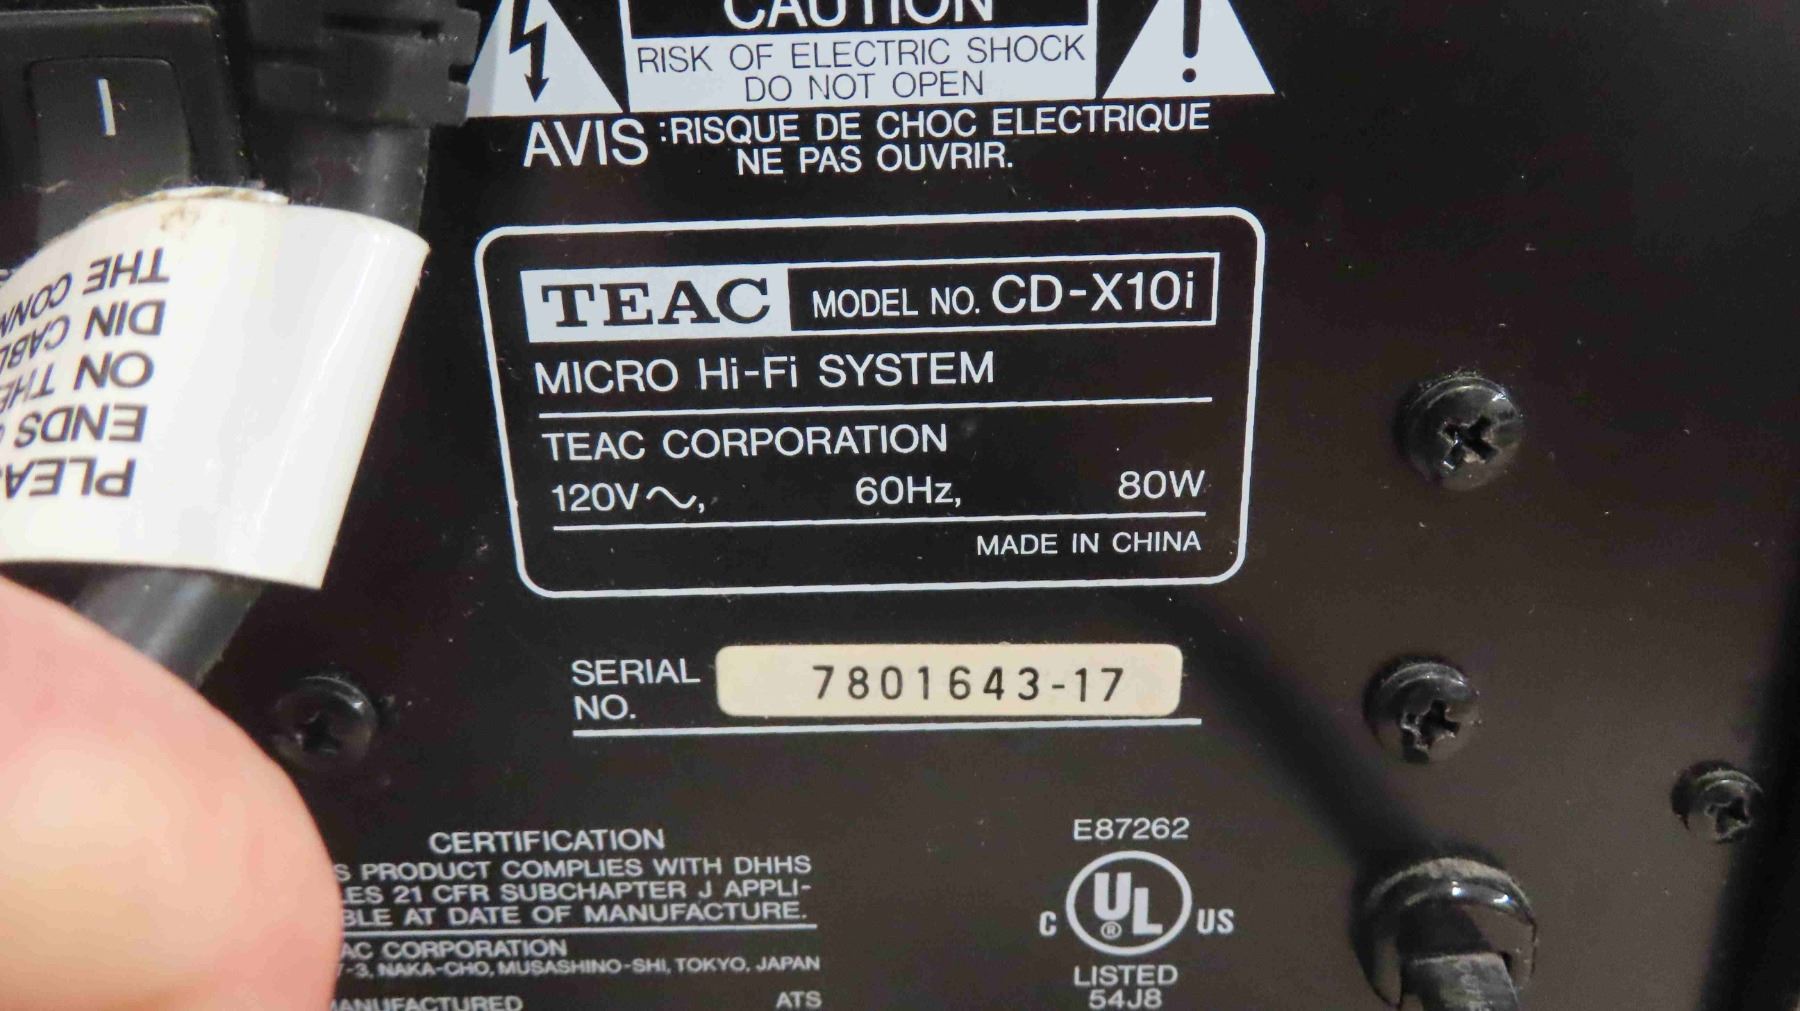 CAUTION
RISK OF ELECTRIC SHOCK
DO NOT OPEN
AVIS :RISQUE DE CHOC ELECTRIQUE
NE PAS OUVRIR.
TEAC MODEL NO. CD-X10i
MICRO Hi-Fi SYSTEM
TEAC CORPORATION
120V∼, 60Hz, 80W
MADE IN CHINA
SERIAL
NO. 7801643-17
CERTIFICATION
PRODUCT COMPLIES WITH DHHS
21 CFR SUBCHAPTER J APPLI-
AT DATE OF MANUFACTURE.
CORPORATION
NAKA-CHO, MUSASHINO-SHI, TOKYO, JAPAN
ATS
E87262
C UL® US
LISTED
54J8
ENDS
ON THE
DIN
THE